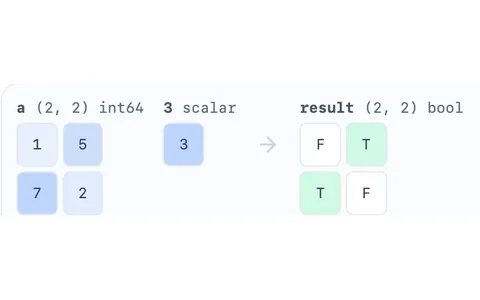 a (2, 2) int64 3 scalar result (2, 2) bool
1 5 3 → F T
7 2 T F